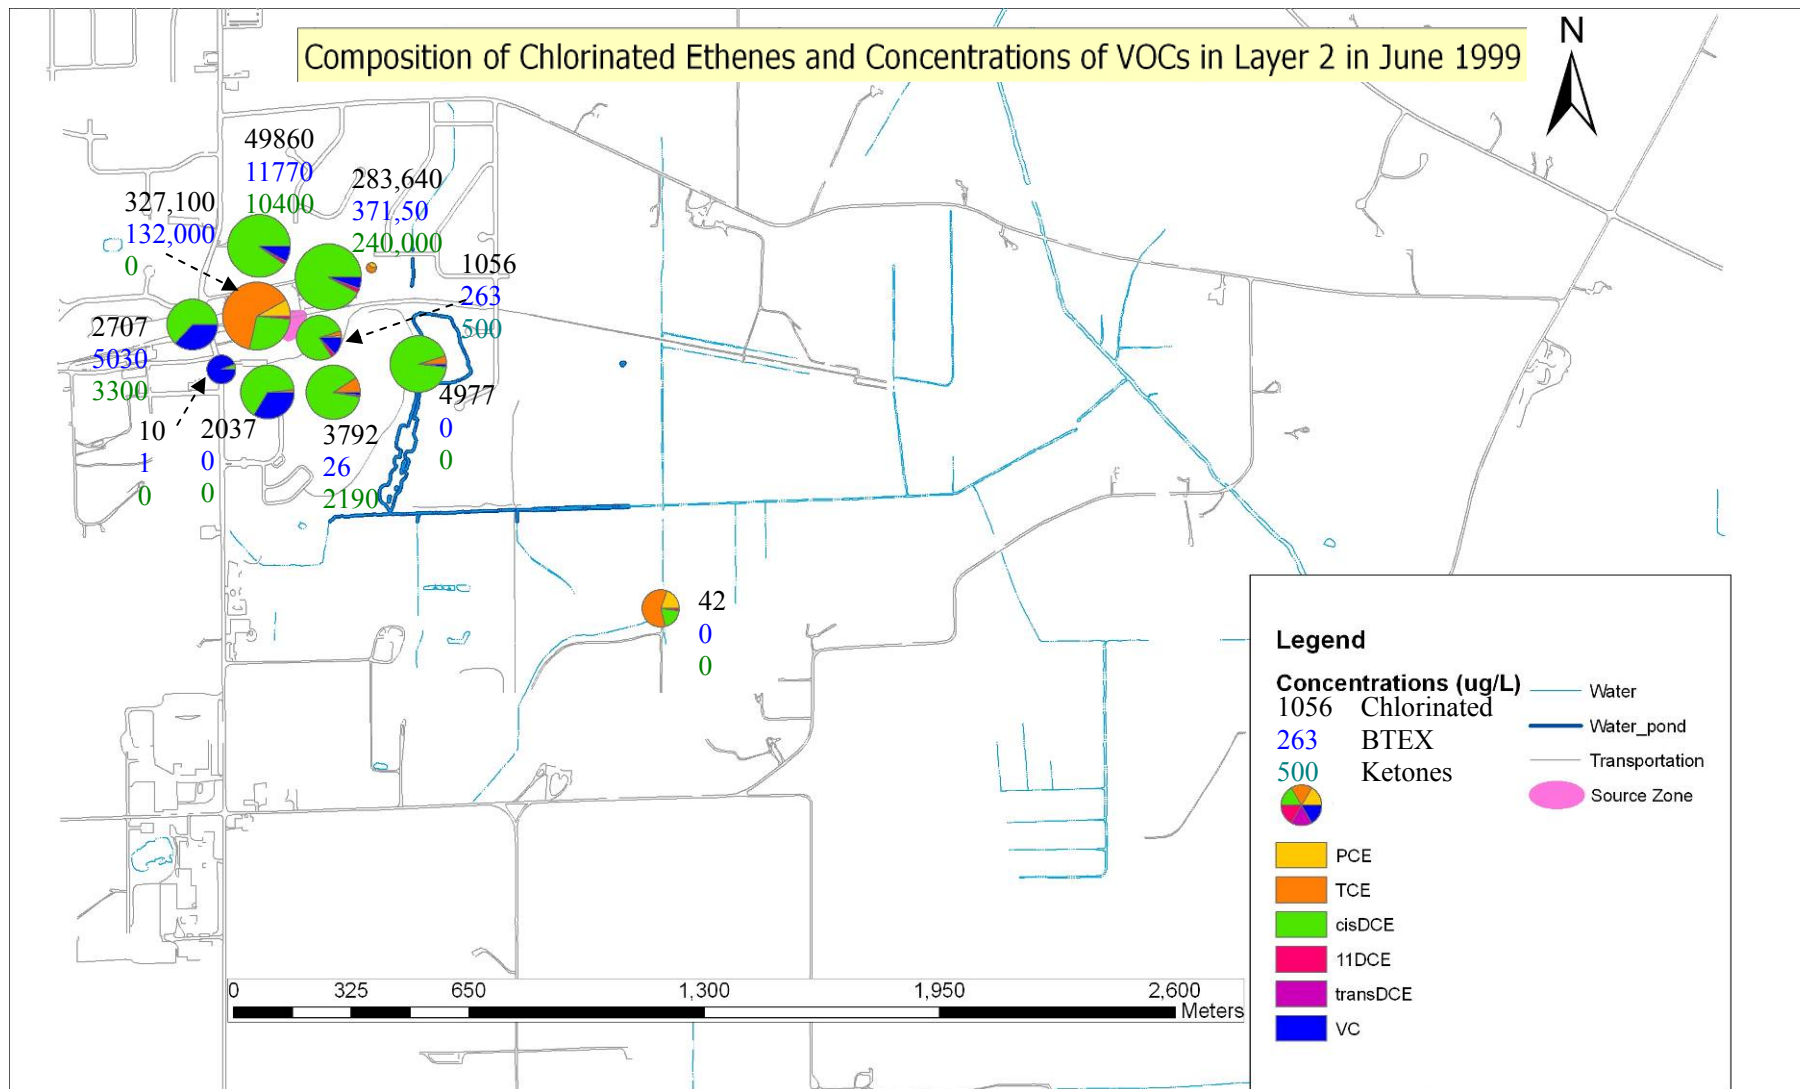 Composition of Chlorinated Ethenes and Concentrations of VOCs in Layer 2 in June 1999
N
49860
11770
10400
283,640
371,50
240,000
327,100
132,000
0
1056
263
500
2707
5030
3300
10
1
0
2037
0
0
3792
26
2190
4977
0
0
42
0
0
Legend
Concentrations (ug/L)
1056 Chlorinated
263 BTEX
500 Ketones
PCE
TCE
cisDCE
11DCE
transDCE
VC
Water
Water_pond
Transportation
Source Zone
0 325 650 1,300 1,950 2,600
Meters